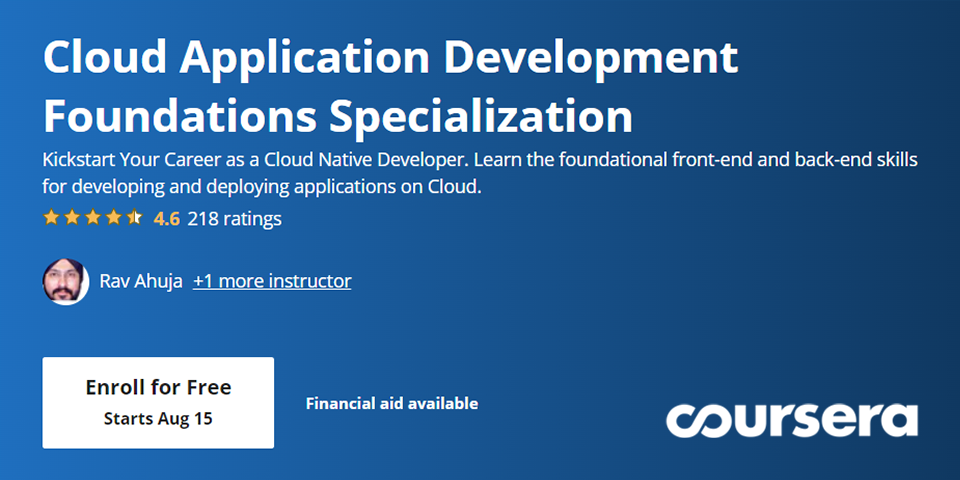 Cloud Application Development
Foundations Specialization
Kickstart Your Career as a Cloud Native Developer. Learn the foundational front-end and back-end skills
for developing and deploying applications on Cloud.
4.6 218 ratings
Rav Ahuja +1 more instructor
Enroll for Free
Starts Aug 15
Financial aid available
coursera